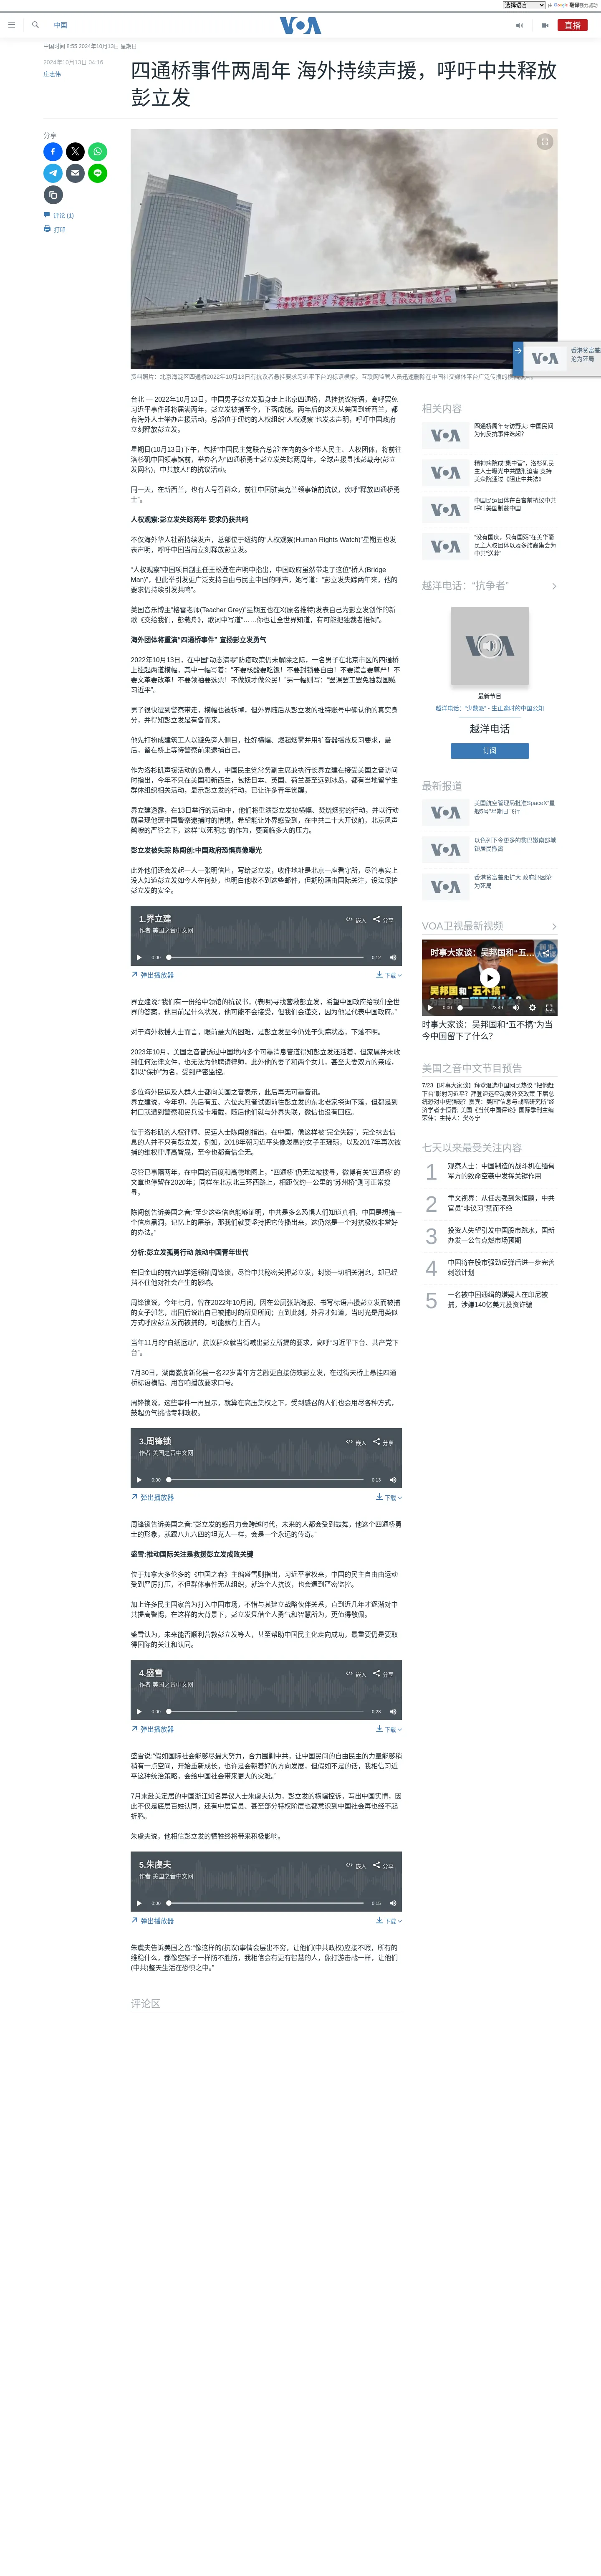 选择语言 由 Google 翻译强力驱动
中国
VOA
直播
中国时间 6:55 2024年10月13日 星期日
2024年10月13日 04:16
庄志伟
四通桥事件两周年 海外持续声援，呼吁中共释放
彭立发
分享
评论 (1)
打印
资料照片：北京海淀区四通桥2022年10月13日有抗议者悬挂要求习近平下台的标语横幅。互联网监管人员迅速删除在中国社交媒体平台广泛传播的
香港贫富差
沦为死局
台北 — 2022年10月13日，中国男子彭立发孤身走上北京四通桥，悬挂抗议标语，高呼罢免
习近平事件即将届满两年，彭立发被捕至今，下落成谜。两年后的这天从美国到新西兰，都
有海外人士举办声援活动，总部位于纽约的人权组织“人权观察”也发表声明，呼吁中国政府
立刻释放彭立发。
星期日(10月13日)下午，包括“中国民主党联合总部”在内的多个华人民主、人权团体，将前往
洛杉矶中国领事馆前，举办名为“四通桥勇士彭立发失踪两周年，全球声援寻找彭载舟(彭立
发网名)，中共放人!”的抗议活动。
同一天，在新西兰，也有人号召群众，前往中国驻奥克兰领事馆前抗议，疾呼“释放四通桥勇
士”。
人权观察:彭立发失踪两年 要求仍获共鸣
不仅海外华人社群持续发声，总部位于纽约的“人权观察”(Human Rights Watch)”星期五也发
表声明，呼吁中国当局立刻释放彭立发。
“人权观察”中国项目副主任王松莲在声明中指出，中国政府虽然带走了这位“桥人(Bridge
Man)”，但此举引发更广泛支持自由与民主中国的呼声，她写道：“彭立发失踪两年来，他的
要求仍持续引发共鸣”。
美国音乐博主“格雷老师(Teacher Grey)”星期五也在X(原名推特)发表自己为彭立发创作的新
歌《交给我们，彭载舟》，歌词中写道“……你也让全世界知道，有可能把独裁者推倒”。
海外团体将重演“四通桥事件” 宣扬彭立发勇气
2022年10月13日，在中国“动态清零”防疫政策仍未解除之际，一名男子在北京市区的四通桥
上挂起两道横幅，其中一幅写着：“不要核酸要吃饭！不要封锁要自由！不要谎言要尊严！不
要文革要改革！不要领袖要选票！不做奴才做公民！”另一幅则写：“罢课罢工罢免独裁国贼
习近平”。
男子很快遭到警察带走，横幅也被拆掉，但外界随后从彭立发的推特账号中确认他的真实身
分，并得知彭立发是有备而来。
他先打扮成建筑工人以避免旁人侧目，挂好横幅、燃起烟雾并用扩音器播放反习要求，最
后，留在桥上等待警察前来逮捕自己。
作为洛杉矶声援活动的负责人，中国民主党常务副主席兼执行长界立建在接受美国之音访问
时指出，今年不只在美国和新西兰，包括日本、英国、荷兰甚至远到冰岛，都有当地留学生
群体组织相关活动，显示彭立发的行动，已让许多青年觉醒。
界立建透露，在13日举行的活动中，他们将重演彭立发拉横幅、焚烧烟雾的行动，并以行动
剧呈现他遭中国警察逮捕时的情境，希望能让外界感受到，在中共二十大开议前，北京风声
鹤唳的严管之下，这样“以死明志”的作为，要面临多大的压力。
彭立发被失踪 陈闯创:中国政府恐惧真像曝光
此外他们还会发起一人一张明信片，写给彭立发，收件地址是北京一座看守所，尽管事实上
没人知道彭立发如今人在何处，也明白他收不到这些邮件，但期盼藉由国际关注，设法保护
彭立发的安全。
1.界立建
作者 美国之音中文网
嵌入 分享
0:00 0:12
弹出播放器 下载
界立建说:“我们有一份给中领馆的抗议书，(表明)寻找营救彭立发，希望中国政府给我们全世
界的答案，他目前是什么状况，他可能不会接受，但我们会递交，因为他是代表中国政府。”
对于海外救援人士而言，眼前最大的困难，是彭立发至今仍处于失踪状态，下落不明。
2023年10月，美国之音曾透过中国境内多个可靠消息管道得知彭立发还活着，但家属并未收
到任何法律文件，也无法为他聘请律师，此外他的妻子和两个女儿，甚至夫妻双方的亲戚，
都以“保护”为名，受到严密监控。
多位海外民运及人群人士都向美国之音表示，此后再无可靠音讯。
界立建说，今年初，先后有五、六位志愿者试图前往彭立发的东北老家探询下落，但都是到
村口就遭到警察和民兵设卡堵截，随后他们就与外界失联，微信也没有回应。
位于洛杉矶的人权律师、民运人士陈闯创指出，在中国，像这样被“完全失踪”，完全抹去信
息的人并不只有彭立发，例如，2018年朝习近平头像泼墨的女子董瑶琼，以及2017年再次被
捕的维权律师高智晟，至今也都音信全无。
尽管已事隔两年，在中国的百度和高德地图上，“四通桥”仍无法被搜寻，微博有关“四通桥”的
文章也停留在2020年；同样在北京北三环西路上，相距仅约一公里的“苏州桥”则可正常搜
寻。
陈闯创告诉美国之音:“至少这些信息能够证明，中共是多么恐惧人们知道真相，中国是想搞一
个信息黑洞，记忆上的屠杀，那我们就要坚持把它传播出来，这仍然是一个对抗极权非常好
的办法。”
分析:彭立发孤勇行动 触动中国青年世代
在旧金山的前六四学运领袖周锋锁，尽管中共秘密关押彭立发，封锁一切相关消息，却已经
挡不住他对社会产生的影响。
周锋锁说，今年七月，曾在2022年10月间，因在公厕张贴海报、书写标语声援彭立发而被捕
的女子郭艺，出国后说出自己被捕时的所见所闻；直到此刻，外界才知道，当时光是用类似
方式呼应彭立发而被捕的，可能就有上百人。
当年11月的“白纸运动”，抗议群众就当街喊出彭立所提的要求，高呼“习近平下台、共产党下
台”。
7月30日，湖南娄底新化县一名22岁青年方艺融更直接仿效彭立发，在过街天桥上悬挂四通
桥标语横幅、用音响播放要求口号。
周锋锁说，这些事件一再显示，就算在高压集权之下，受到感召的人们也会用尽各种方式，
鼓起勇气挑战专制政权。
3.周锋锁
作者 美国之音中文网
嵌入 分享
0:00 0:13
弹出播放器 下载
周锋锁告诉美国之音:“彭立发的感召力会跨越时代，未来的人都会受到鼓舞，他这个四通桥勇
士的形象，就跟八九六四的坦克人一样，会是一个永远的传奇。”
盛雪:推动国际关注是救援彭立发成败关键
位于加拿大多伦多的《中国之春》主编盛雪则指出，习近平掌权来，中国的民主自由由运动
受到严厉打压，不但群体事件无从组织，就连个人抗议，也会遭到严密监控。
加上许多民主国家曾为打入中国市场，不惜与其建立战略伙伴关系，直到近几年才逐渐对中
共提高警惕，在这样的大背景下，彭立发凭借个人勇气和智慧所为，更值得敬佩。
盛雪认为，未来能否顺利营救彭立发等人，甚至帮助中国民主化走向成功，最重要仍是要取
得国际的关注和认同。
4.盛雪
作者 美国之音中文网
嵌入 分享
0:00 0:23
弹出播放器 下载
盛雪说:“假如国际社会能够尽最大努力，合力围剿中共，让中国民间的自由民主的力量能够稍
稍有一点空间，开始重新成长，也许是会朝着好的方向发展，但假如不是的话，我相信习近
平这种统治策略，会给中国社会带来更大的灾难。”
7月末赴美定居的中国浙江知名异议人士朱虞夫认为，彭立发的横幅控诉，写出中国实情，因
此不仅是底层百姓认同，还有中层官员、甚至部分特权阶层也都意识到中国社会再也经不起
折腾。
朱虞夫说，他相信彭立发的牺牲终将带来积极影响。
5.朱虞夫
作者 美国之音中文网
嵌入 分享
0:00 0:15
弹出播放器 下载
朱虞夫告诉美国之音:“像这样的(抗议)事情会层出不穷，让他们(中共政权)应接不暇，所有的
维稳什么，都像空架子一样防不胜防，我相信会有更有智慧的人，像打游击战一样，让他们
(中共)整天生活在恐惧之中。”
评论区
相关内容
四通桥周年专访野夫: 中国民间
为何反抗事件迭起？
精神病院成“集中营”，洛杉矶民
主人士曝光中共酷刑迫害 支持
美众院通过《阻止中共法》
中国民运团体在白宫前抗议中共
呼吁美国制裁中国
“没有国庆，只有国殇”在美华裔
民主人权团体以及多族裔集会为
中共“送葬”
越洋电话：“抗争者”
最新节目
越洋电话：“少数派” - 生正逢时的中国公知
越洋电话
订阅
最新报道
美国航空管理局批准SpaceX“星
舰5号”星期日飞行
以色列下令更多的黎巴嫩南部城
镇居民撤离
香港贫富差距扩大 政府纾困沦
为死局
VOA卫视最新视频
时事大家谈：吴邦国和“五...
吴邦国和“五不搞”
0:00 23:49
时事大家谈：吴邦国和“五不搞”为当
今中国留下了什么？
美国之音中文节目预告
7/23【时事大家谈】拜登退选中国网民热议 “把他赶
下台”影射习近平？拜登退选牵动美外交政策 下届总
统恐对中更强硬？嘉宾：美国“信息与战略研究所”经
济学者李恒青; 美国《当代中国评论》国际季刊主编
荣伟；主持人：樊冬宁
七天以来最受关注内容
1 观察人士：中国制造的战斗机在缅甸
军方的致命空袭中发挥关键作用
2 聿文视界：从任志强到朱恒鹏，中共
官员“非议习”禁而不绝
3 投资人失望引发中国股市跳水，国新
办发一公告点燃市场预期
4 中国将在股市强劲反弹后进一步完善
刺激计划
5 一名被中国通缉的嫌疑人在印尼被
捕，涉嫌140亿美元投资诈骗